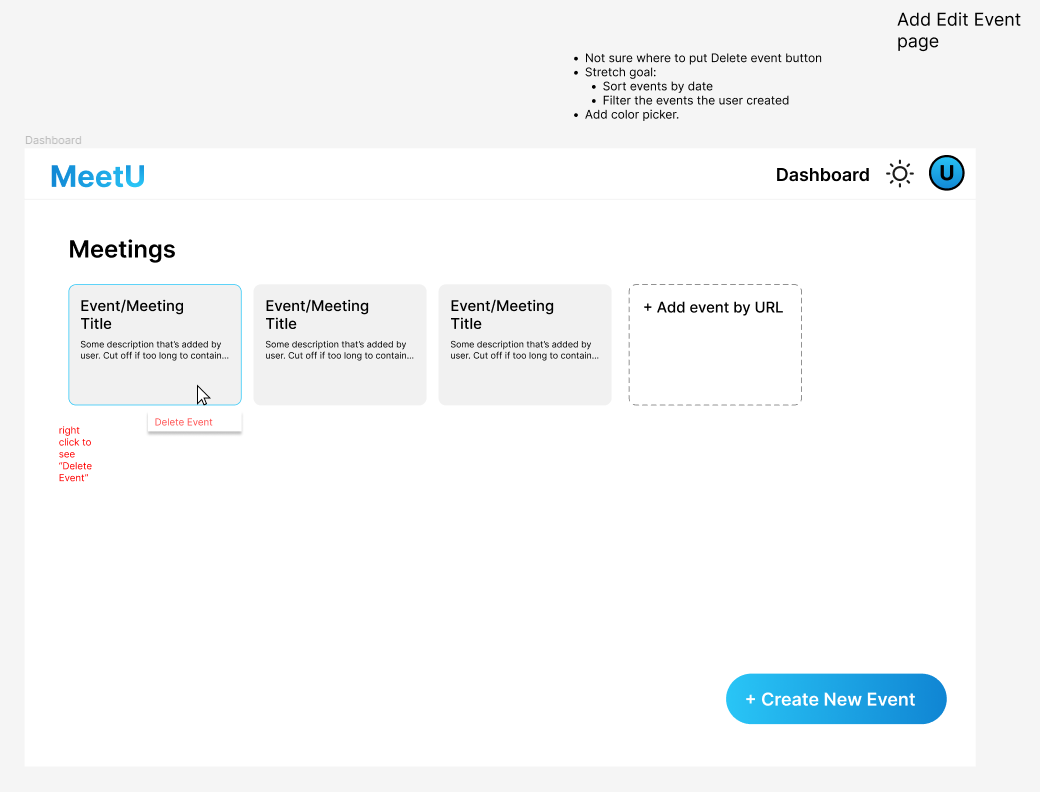 Add Edit Event
page
• Not sure where to put Delete event button
• Stretch goal:
• Sort events by date
• Filter the events the user created
• Add color picker.
Dashboard
MeetU
Dashboard
U
Meetings
Event/Meeting
Title
Some description that's added by
user. Cut off if too long to contain...
Event/Meeting
Title
Some description that's added by
user. Cut off if too long to contain...
Event/Meeting
Title
Some description that's added by
user. Cut off if too long to contain...
+ Add event by URL
Delete Event
right
click to
see
“Delete
Event”
+ Create New Event